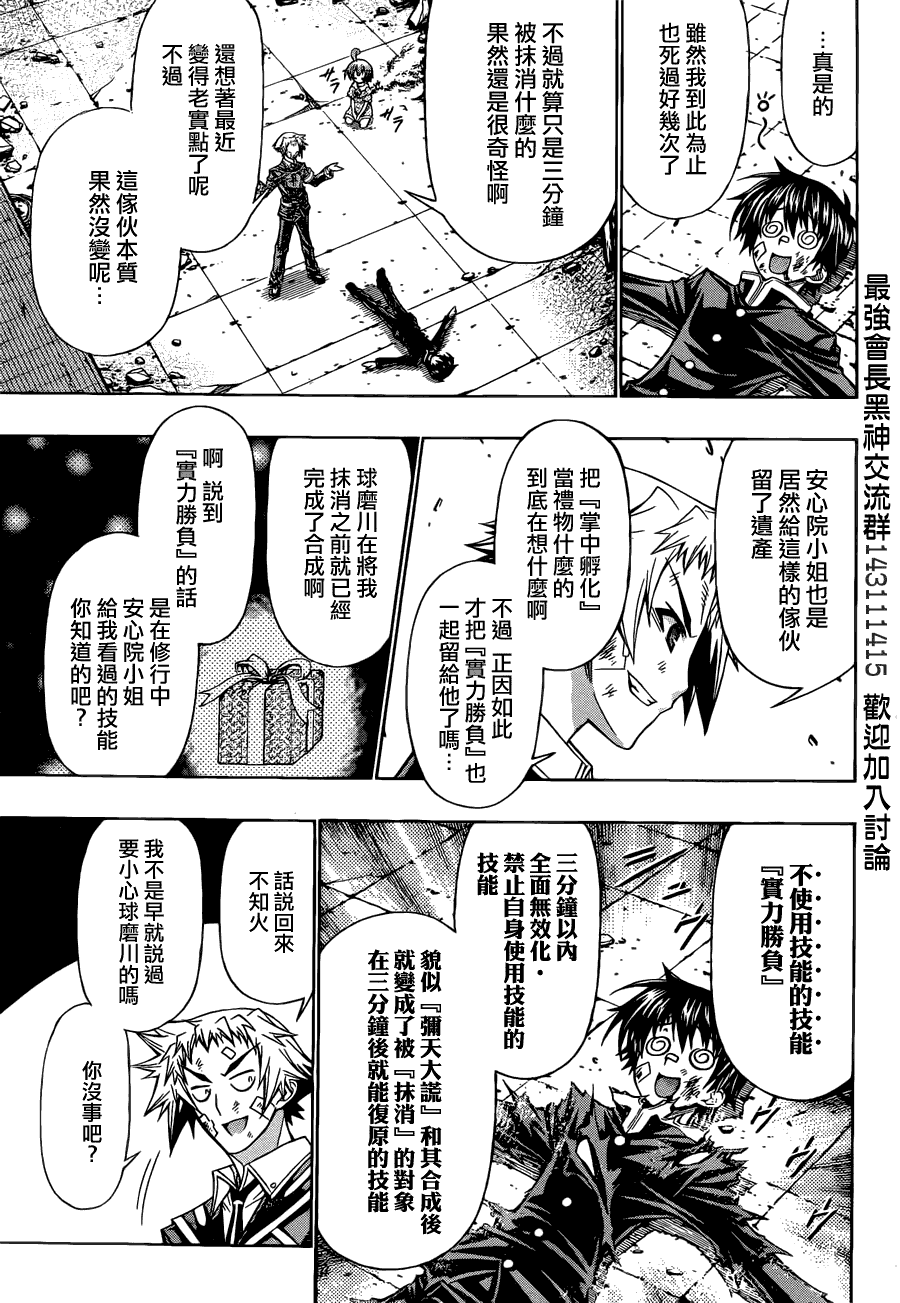 …真是的
雖然我到此為止
也死過好幾次了
不過就算只是三分鐘
被抹消什麼的
果然還是很奇怪啊
還想著最近
變得老實點了呢
不過
這傢伙本質
果然沒變呢…
安心院小姐也是
居然給這樣的傢伙
留了遺產
把『掌中孵化』
當禮物什麼的
到底在想什麼啊
不過 正因如此
才把『實力勝負』也
一起留給他了嗎…
球磨川在將我
抹消之前就已經
完成了合成啊
啊 説到
『實力勝負』的話
是在修行中
安心院小姐
給我看過的技能
你知道的吧？
不使用技能的技能
『實力勝負』
三分鐘以內
全面無效化·
禁止自身使用技能的
技能
貌似『彌天大謊』和其合成後
就變成了被『抹消』的對象
在三分鐘後就能復原的技能
話説回來
不知火
我不是早就説過
要小心球磨川的嗎
你沒事吧？
最強會長黑神交流群143111415 歡迎加入討論